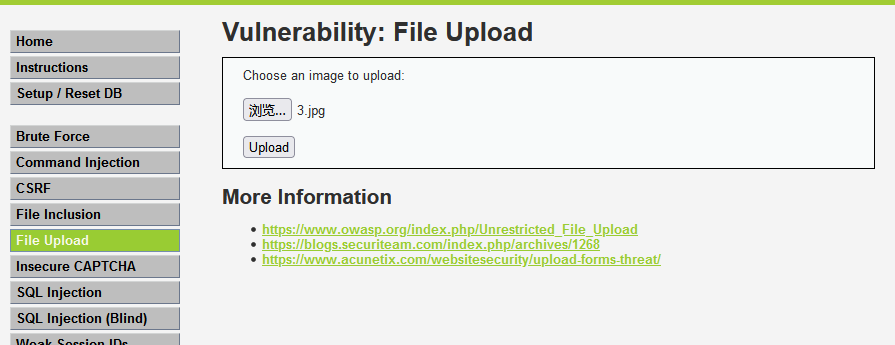 Vulnerability: File Upload
Home
Instructions
Setup / Reset DB
Brute Force
Command Injection
CSRF
File Inclusion
File Upload
Insecure CAPTCHA
SQL Injection
SQL Injection (Blind)
Weak Session IDs
Choose an image to upload:
浏览... 3.jpg
Upload
More Information
https://www.owasp.org/index.php/Unrestricted_File_Upload
https://blogs.securiteam.com/index.php/archives/1268
https://www.acunetix.com/websitesecurity/upload-forms-threat/